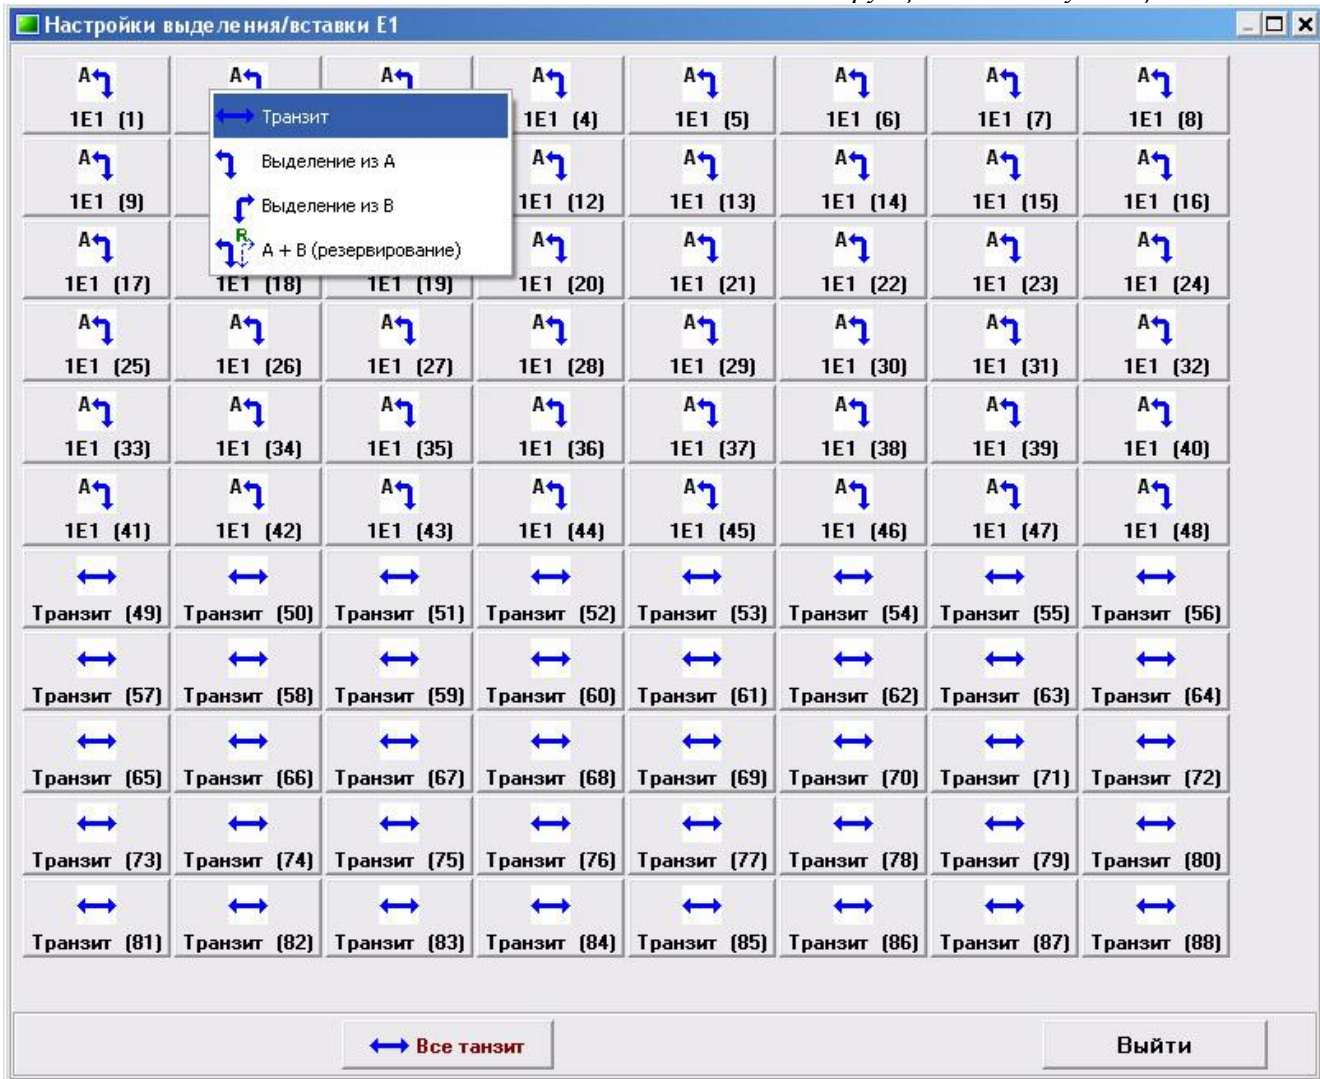 Настройки выделения/вставки E1
A A A A A A A A
1E1 (1) 1E1 (4) 1E1 (5) 1E1 (6) 1E1 (7) 1E1 (8)
Транзит
Выделение из A
Выделение из B
R
A + B (резервирование)
A A A A A A
1E1 (9) 1E1 (12) 1E1 (13) 1E1 (14) 1E1 (15) 1E1 (16)
A A A A A A
1E1 (17) 1E1 (18) 1E1 (19) 1E1 (20) 1E1 (21) 1E1 (22) 1E1 (23) 1E1 (24)
A A A A A A A A
1E1 (25) 1E1 (26) 1E1 (27) 1E1 (28) 1E1 (29) 1E1 (30) 1E1 (31) 1E1 (32)
A A A A A A A A
1E1 (33) 1E1 (34) 1E1 (35) 1E1 (36) 1E1 (37) 1E1 (38) 1E1 (39) 1E1 (40)
A A A A A A A A
1E1 (41) 1E1 (42) 1E1 (43) 1E1 (44) 1E1 (45) 1E1 (46) 1E1 (47) 1E1 (48)
Транзит (49) Транзит (50) Транзит (51) Транзит (52) Транзит (53) Транзит (54) Транзит (55) Транзит (56)
Транзит (57) Транзит (58) Транзит (59) Транзит (60) Транзит (61) Транзит (62) Транзит (63) Транзит (64)
Транзит (65) Транзит (66) Транзит (67) Транзит (68) Транзит (69) Транзит (70) Транзит (71) Транзит (72)
Транзит (73) Транзит (74) Транзит (75) Транзит (76) Транзит (77) Транзит (78) Транзит (79) Транзит (80)
Транзит (81) Транзит (82) Транзит (83) Транзит (84) Транзит (85) Транзит (86) Транзит (87) Транзит (88)
Все танзит
Выйти